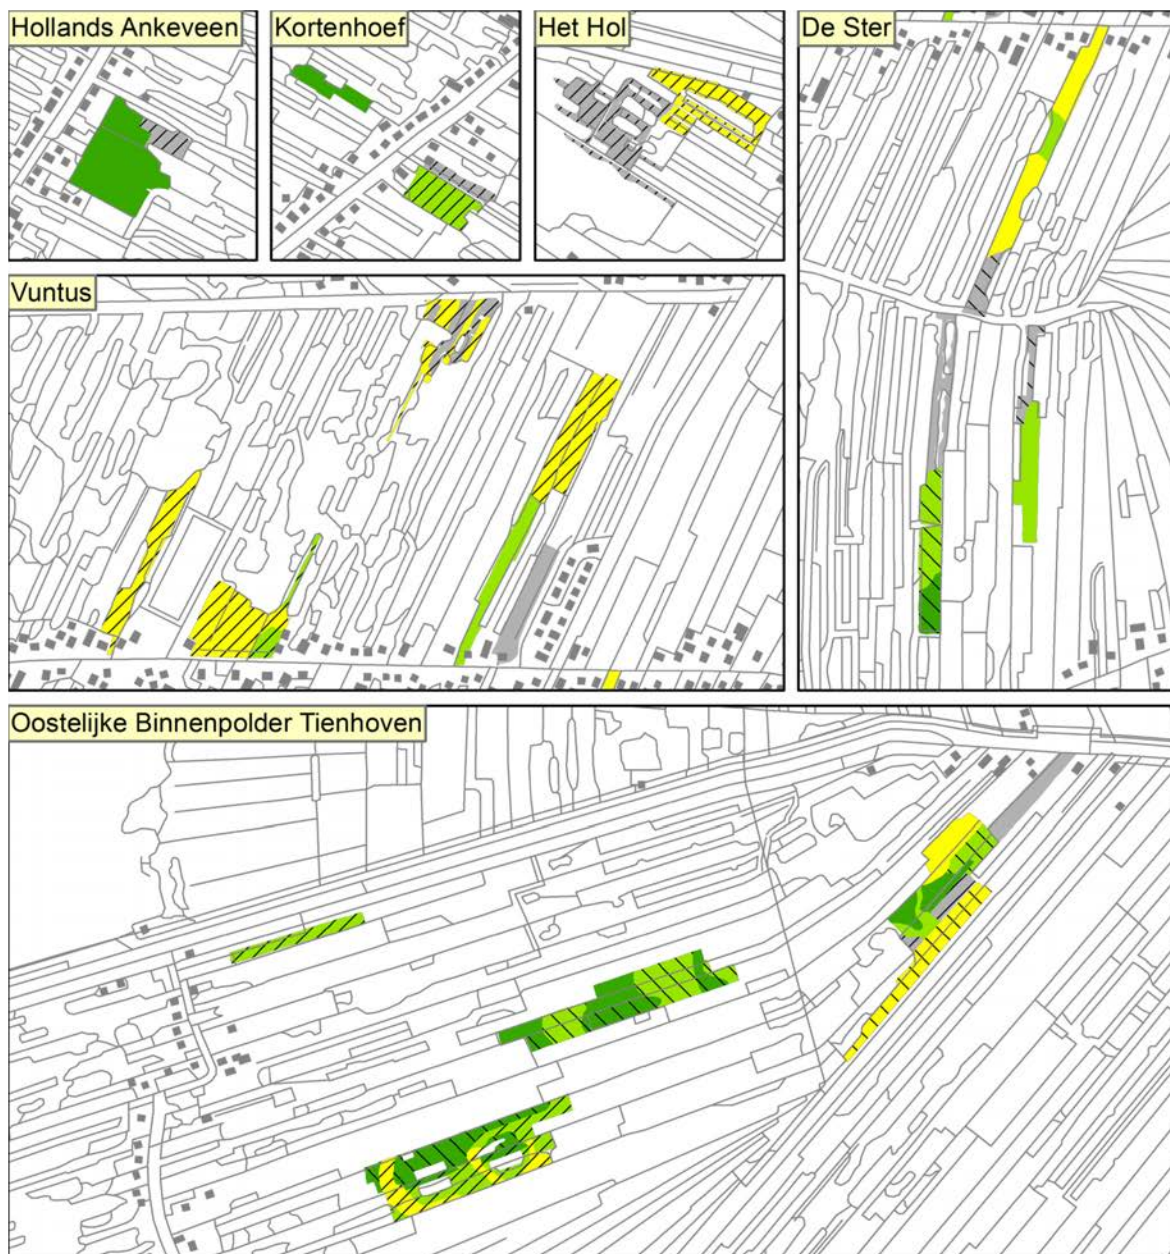 Hollands Ankeveen
Kortenhoef
Het Hol
De Ster
Vuntus
Oostelijke Binnenpolder Tienhoven